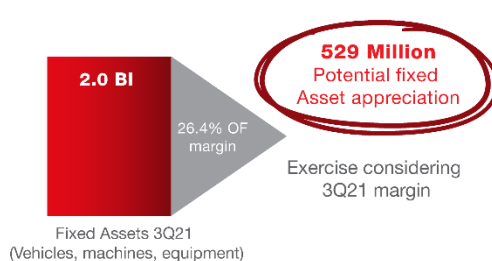 2.0 BI
26.4% OF
margin
529 Million
Potential fixed
Asset appreciation
Exercise considering
3Q21 margin
Fixed Assets 3Q21
(Vehicles, machines, equipment)